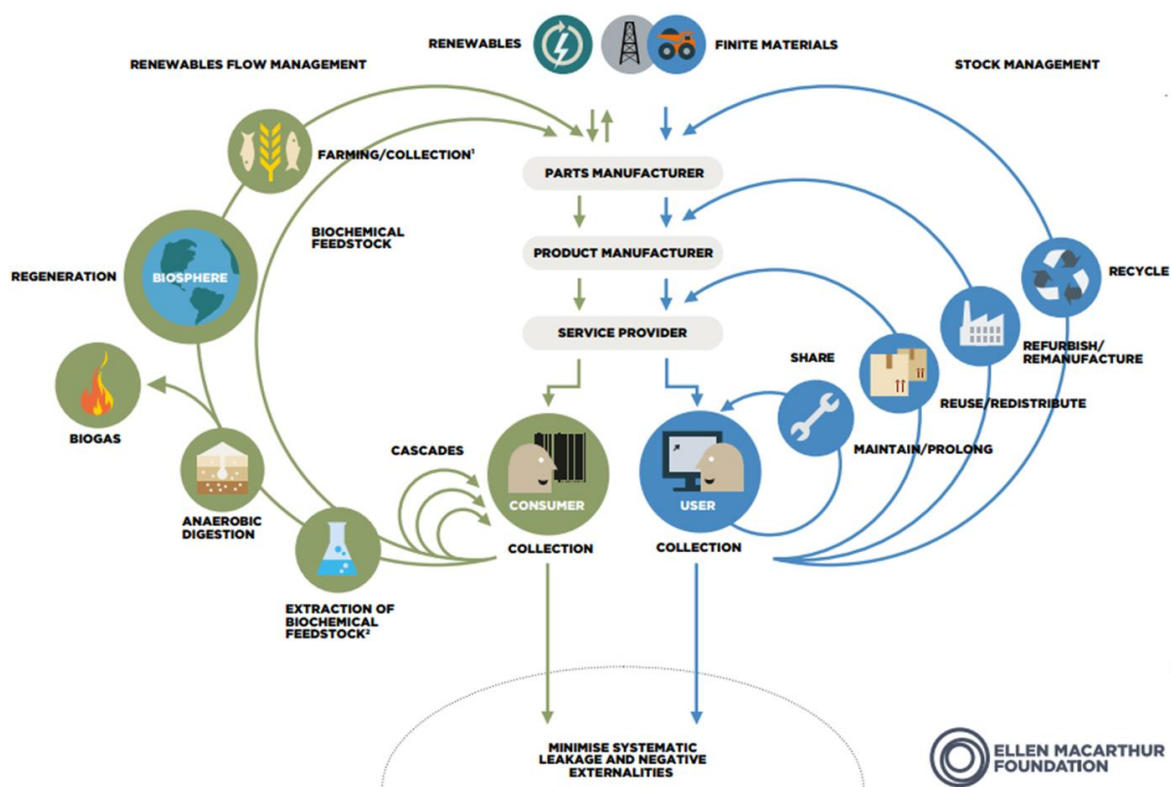 RENEWABLES
FINITE MATERIALS
RENEWABLES FLOW MANAGEMENT
STOCK MANAGEMENT
FARMING/COLLECTION¹
PARTS MANUFACTURER
BIOCHEMICAL
FEEDSTOCK
PRODUCT MANUFACTURER
REGENERATION
BIOSPHERE
RECYCLE
SERVICE PROVIDER
SHARE
REFURBISH/
REMANUFACTURE
REUSE/REDISTRIBUTE
BIOGAS
CASCADES
MAINTAIN/PROLONG
CONSUMER
USER
ANAEROBIC
DIGESTION
COLLECTION
COLLECTION
EXTRACTION OF
BIOCHEMICAL
FEEDSTOCK²
MINIMISE SYSTEMATIC
LEAKAGE AND NEGATIVE
EXTERNALITIES
ELLEN MACARTHUR
FOUNDATION